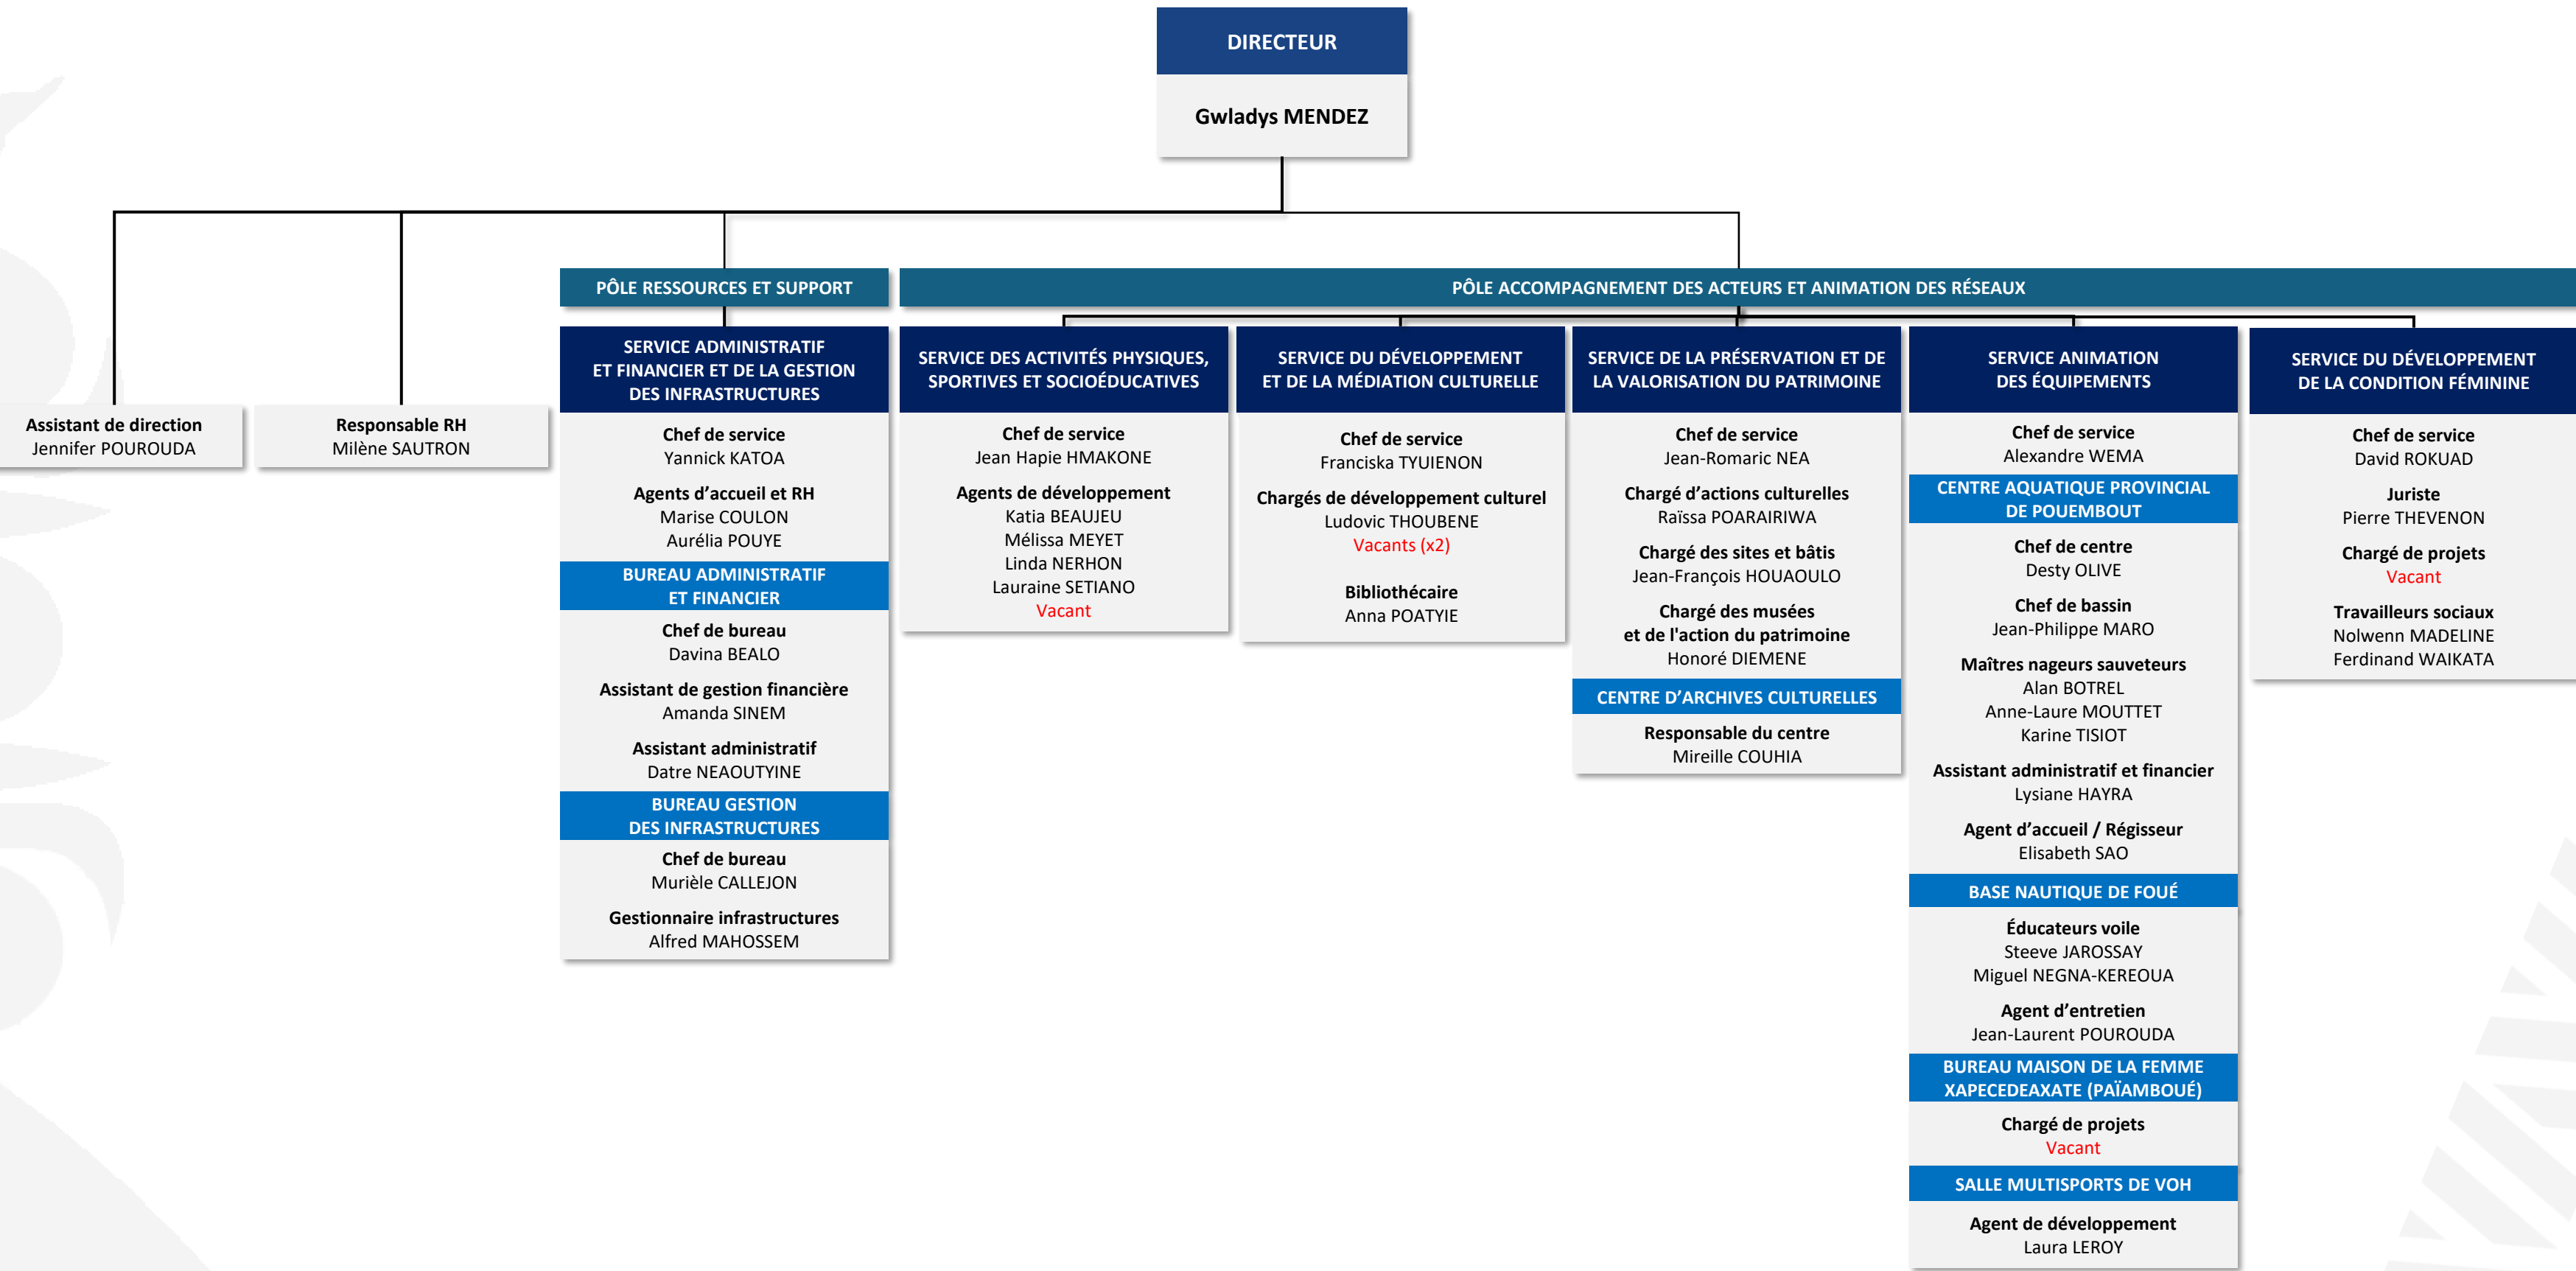 DIRECTEUR
Gwladys MENDEZ
Assistant de direction
Jennifer POUROUDA
Responsable RH
Milène SAUTRON
PÔLE RESSOURCES ET SUPPORT
SERVICE ADMINISTRATIF
ET FINANCIER ET DE LA GESTION
DES INFRASTRUCTURES
Chef de service
Yannick KATOA
Agents d’accueil et RH
Marise COULON
Aurélia POUYE
BUREAU ADMINISTRATIF
ET FINANCIER
Chef de bureau
Davina BEALO
Assistant de gestion financière
Amanda SINEM
Assistant administratif
Datre NEAOUTYINE
BUREAU GESTION
DES INFRASTRUCTURES
Chef de bureau
Murièle CALLEJON
Gestionnaire infrastructures
Alfred MAHOSSEM
PÔLE ACCOMPAGNEMENT DES ACTEURS ET ANIMATION DES RÉSEAUX
SERVICE DES ACTIVITÉS PHYSIQUES,
SPORTIVES ET SOCIOÉDUCATIVES
Chef de service
Jean Hapie HMAKONE
Agents de développement
Katia BEAUJEU
Mélissa MEYET
Linda NERHON
Lauraine SETIANO
Vacant
SERVICE DU DÉVELOPPEMENT
ET DE LA MÉDIATION CULTURELLE
Chef de service
Franciska TYUIENON
Chargés de développement culturel
Ludovic THOUBENE
Vacants (x2)
Bibliothécaire
Anna POATYIE
SERVICE DE LA PRÉSERVATION ET DE
LA VALORISATION DU PATRIMOINE
Chef de service
Jean-Romaric NEA
Chargé d’actions culturelles
Raïssa POARAIRIWA
Chargé des sites et bâtis
Jean-François HOUAOULO
Chargé des musées
et de l'action du patrimoine
Honoré DIEMENE
CENTRE D’ARCHIVES CULTURELLES
Responsable du centre
Mireille COUHIA
SERVICE ANIMATION
DES ÉQUIPEMENTS
Chef de service
Alexandre WEMA
CENTRE AQUATIQUE PROVINCIAL
DE POUEMBOUT
Chef de centre
Desty OLIVE
Chef de bassin
Jean-Philippe MARO
Maîtres nageurs sauveteurs
Alan BOTREL
Anne-Laure MOUTTET
Karine TISIOT
Assistant administratif et financier
Lysiane HAYRA
Agent d’accueil / Régisseur
Elisabeth SAO
BASE NAUTIQUE DE FOUÉ
Éducateurs voile
Steeve JAROSSAY
Miguel NEGNA-KEREOUA
Agent d’entretien
Jean-Laurent POUROUDA
BUREAU MAISON DE LA FEMME
XAPECEDEAXATE (PAÏAMBOUÉ)
Chargé de projets
Vacant
SALLE MULTISPORTS DE VOH
Agent de développement
Laura LEROY
SERVICE DU DÉVELOPPEMENT
DE LA CONDITION FÉMININE
Chef de service
David ROKUAD
Juriste
Pierre THEVENON
Chargé de projets
Vacant
Travailleurs sociaux
Nolwenn MADELINE
Ferdinand WAIKATA